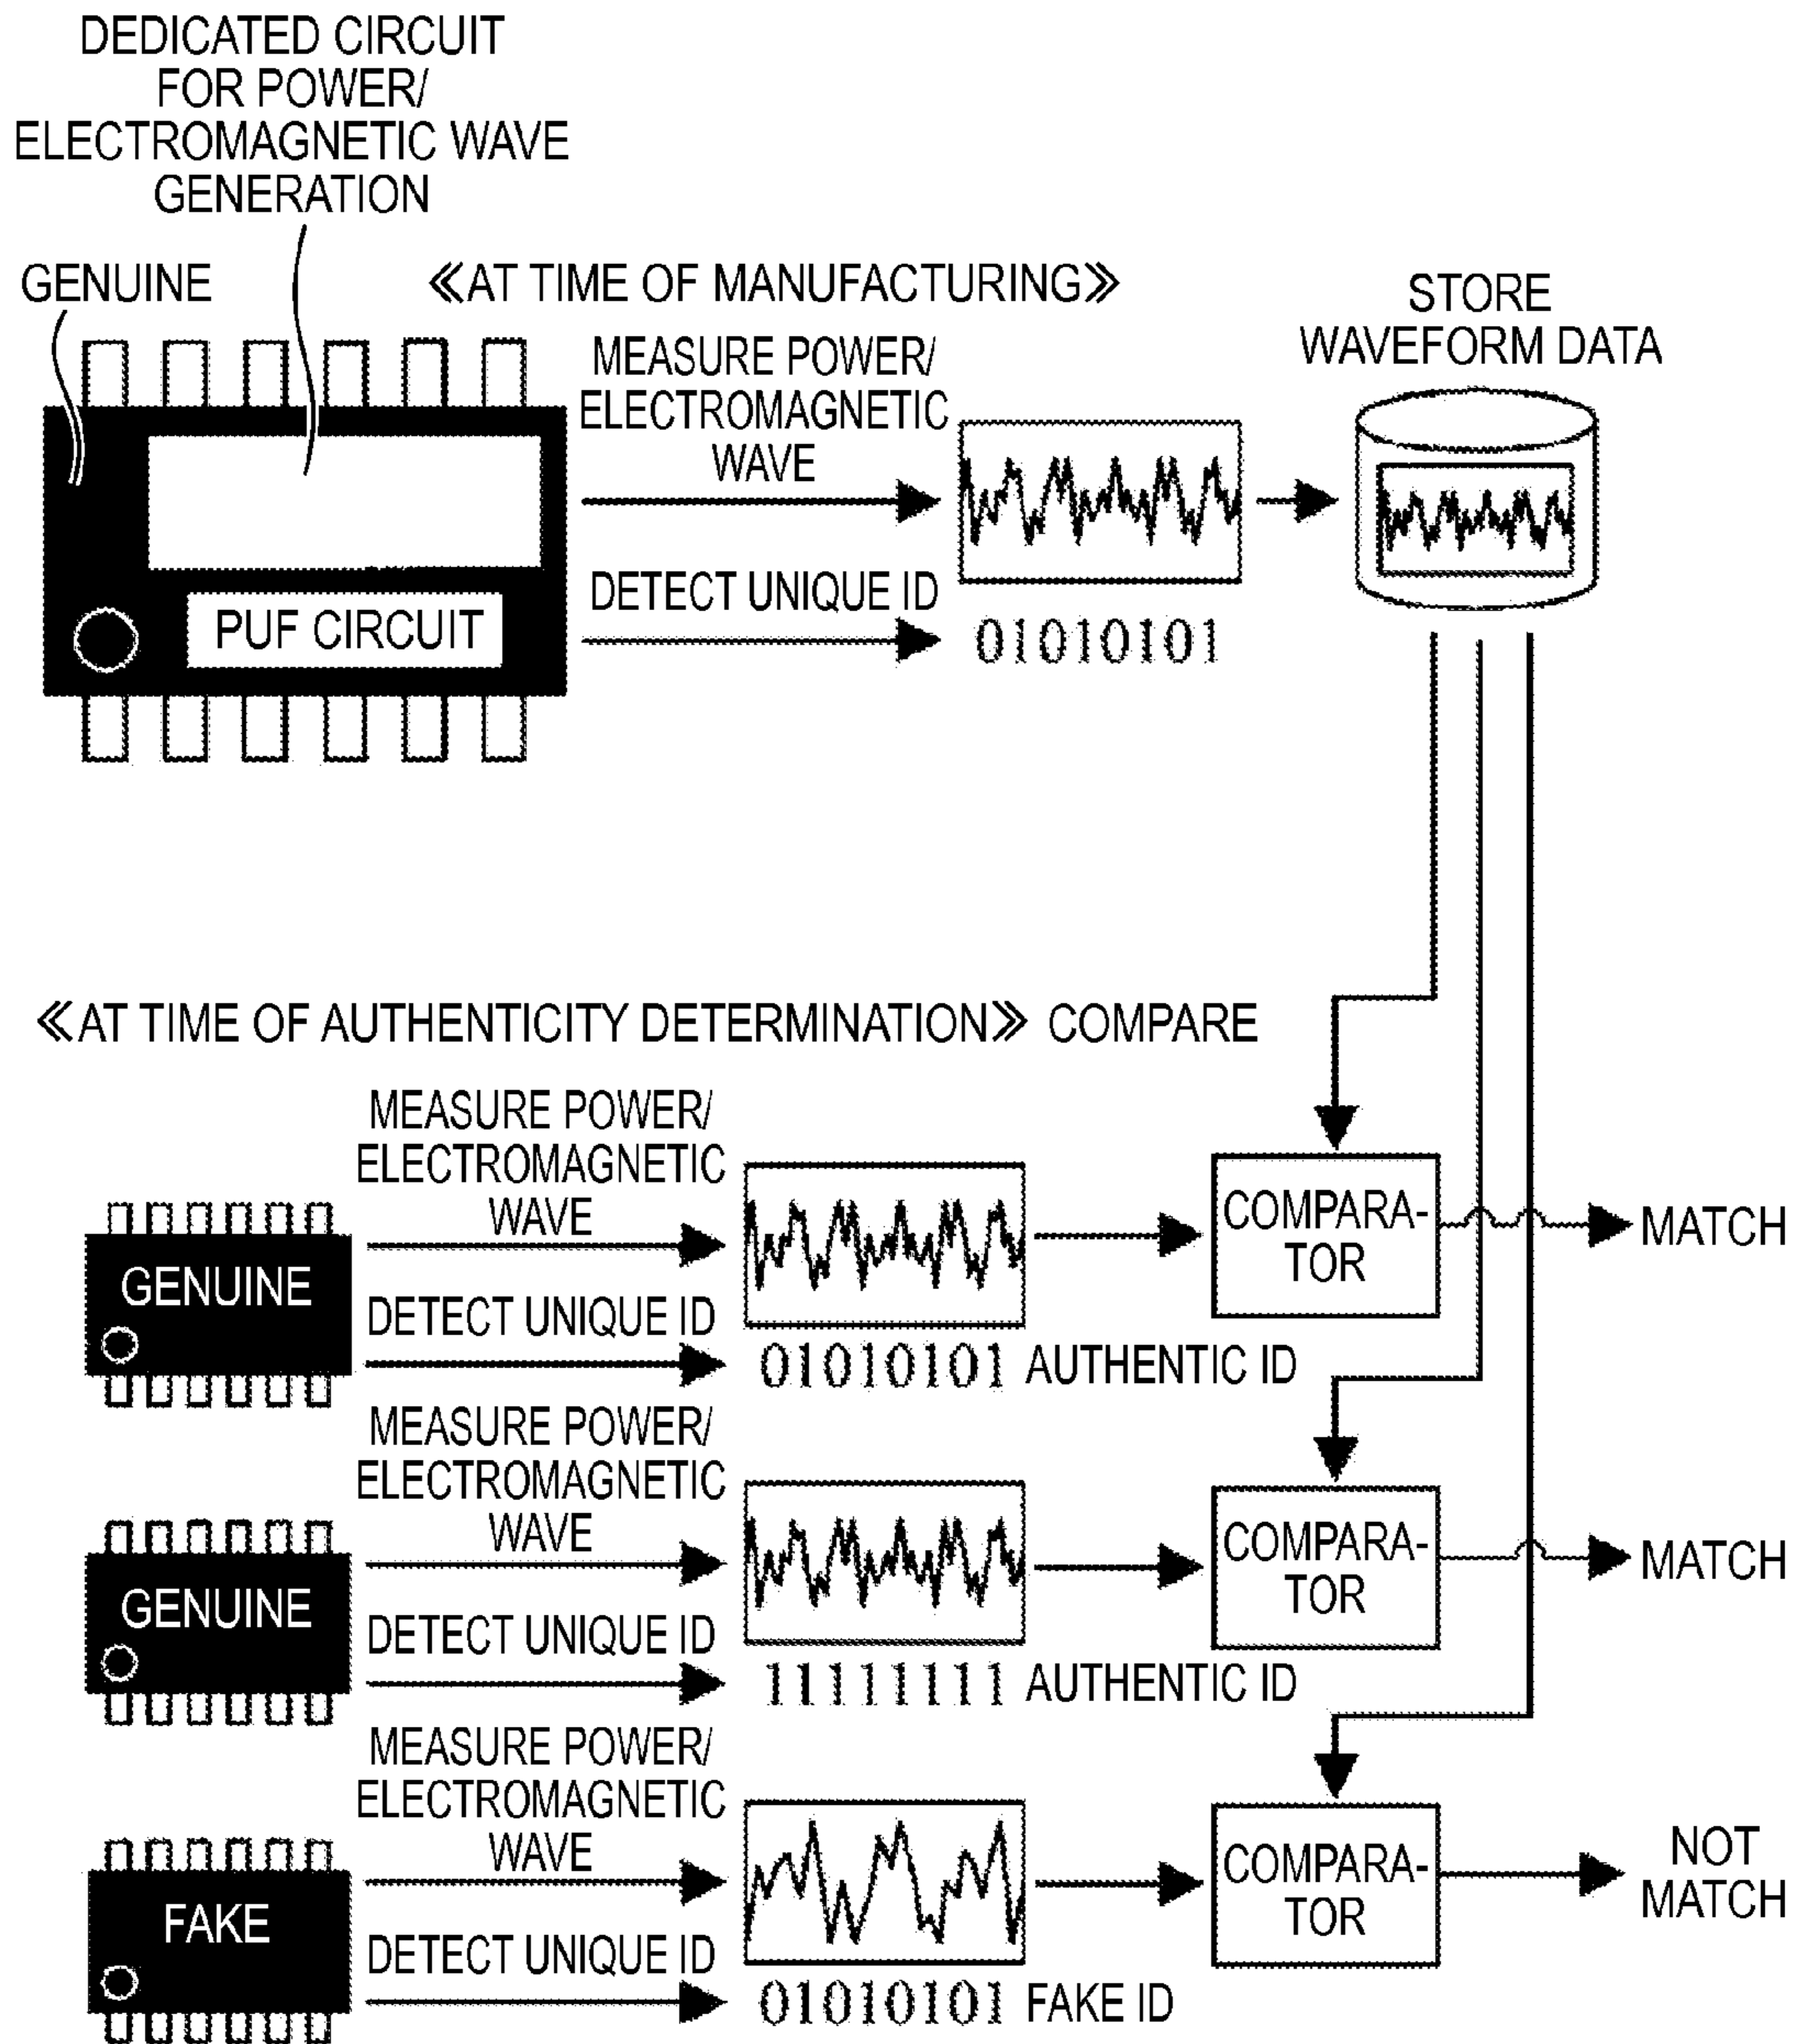 DEDICATED CIRCUIT
FOR POWER/
ELECTROMAGNETIC WAVE
GENERATION
GENUINE
≪AT TIME OF MANUFACTURING≫
STORE
WAVEFORM DATA
MEASURE POWER/
ELECTROMAGNETIC
WAVE
DETECT UNIQUE ID
PUF CIRCUIT
01010101
≪AT TIME OF AUTHENTICITY DETERMINATION≫ COMPARE
MEASURE POWER/
ELECTROMAGNETIC
WAVE
GENUINE
DETECT UNIQUE ID
01010101 AUTHENTIC ID
COMPARA-
TOR
MATCH
MEASURE POWER/
ELECTROMAGNETIC
WAVE
GENUINE
DETECT UNIQUE ID
11111111 AUTHENTIC ID
COMPARA-
TOR
MATCH
MEASURE POWER/
ELECTROMAGNETIC
WAVE
FAKE
DETECT UNIQUE ID
01010101 FAKE ID
COMPARA-
TOR
NOT
MATCH